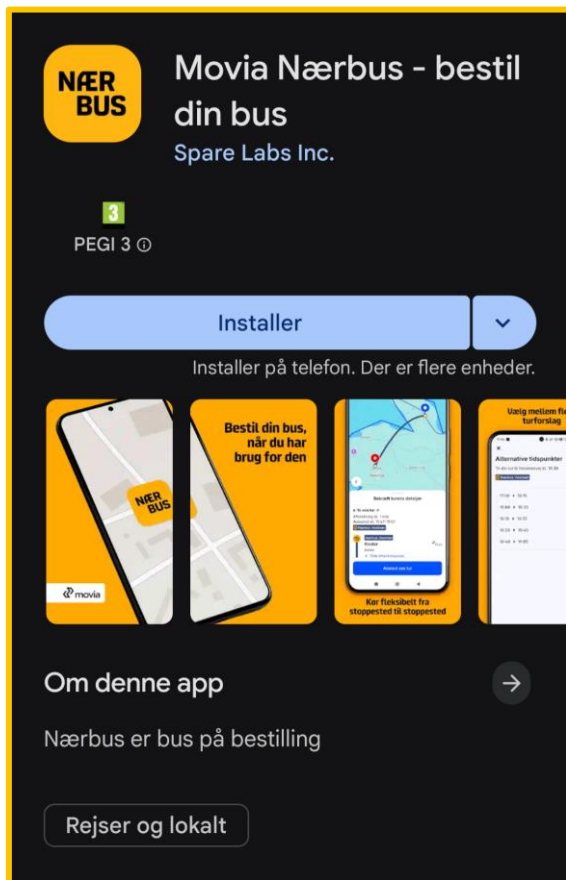 NÆR
BUS
Movia Nærbus - bestil
din bus
Spare Labs Inc.
3
PEGI 3
Installer
Installer på telefon. Der er flere enheder.
NÆR
BUS
movia
Bestil din bus,
når du har
brug for den
Kør fleksibelt fra
stoppested til stoppested
Vælg mellem fle
turforslag
Alternative tidspunkter
Om denne app
Nærbus er bus på bestilling
Rejser og lokalt